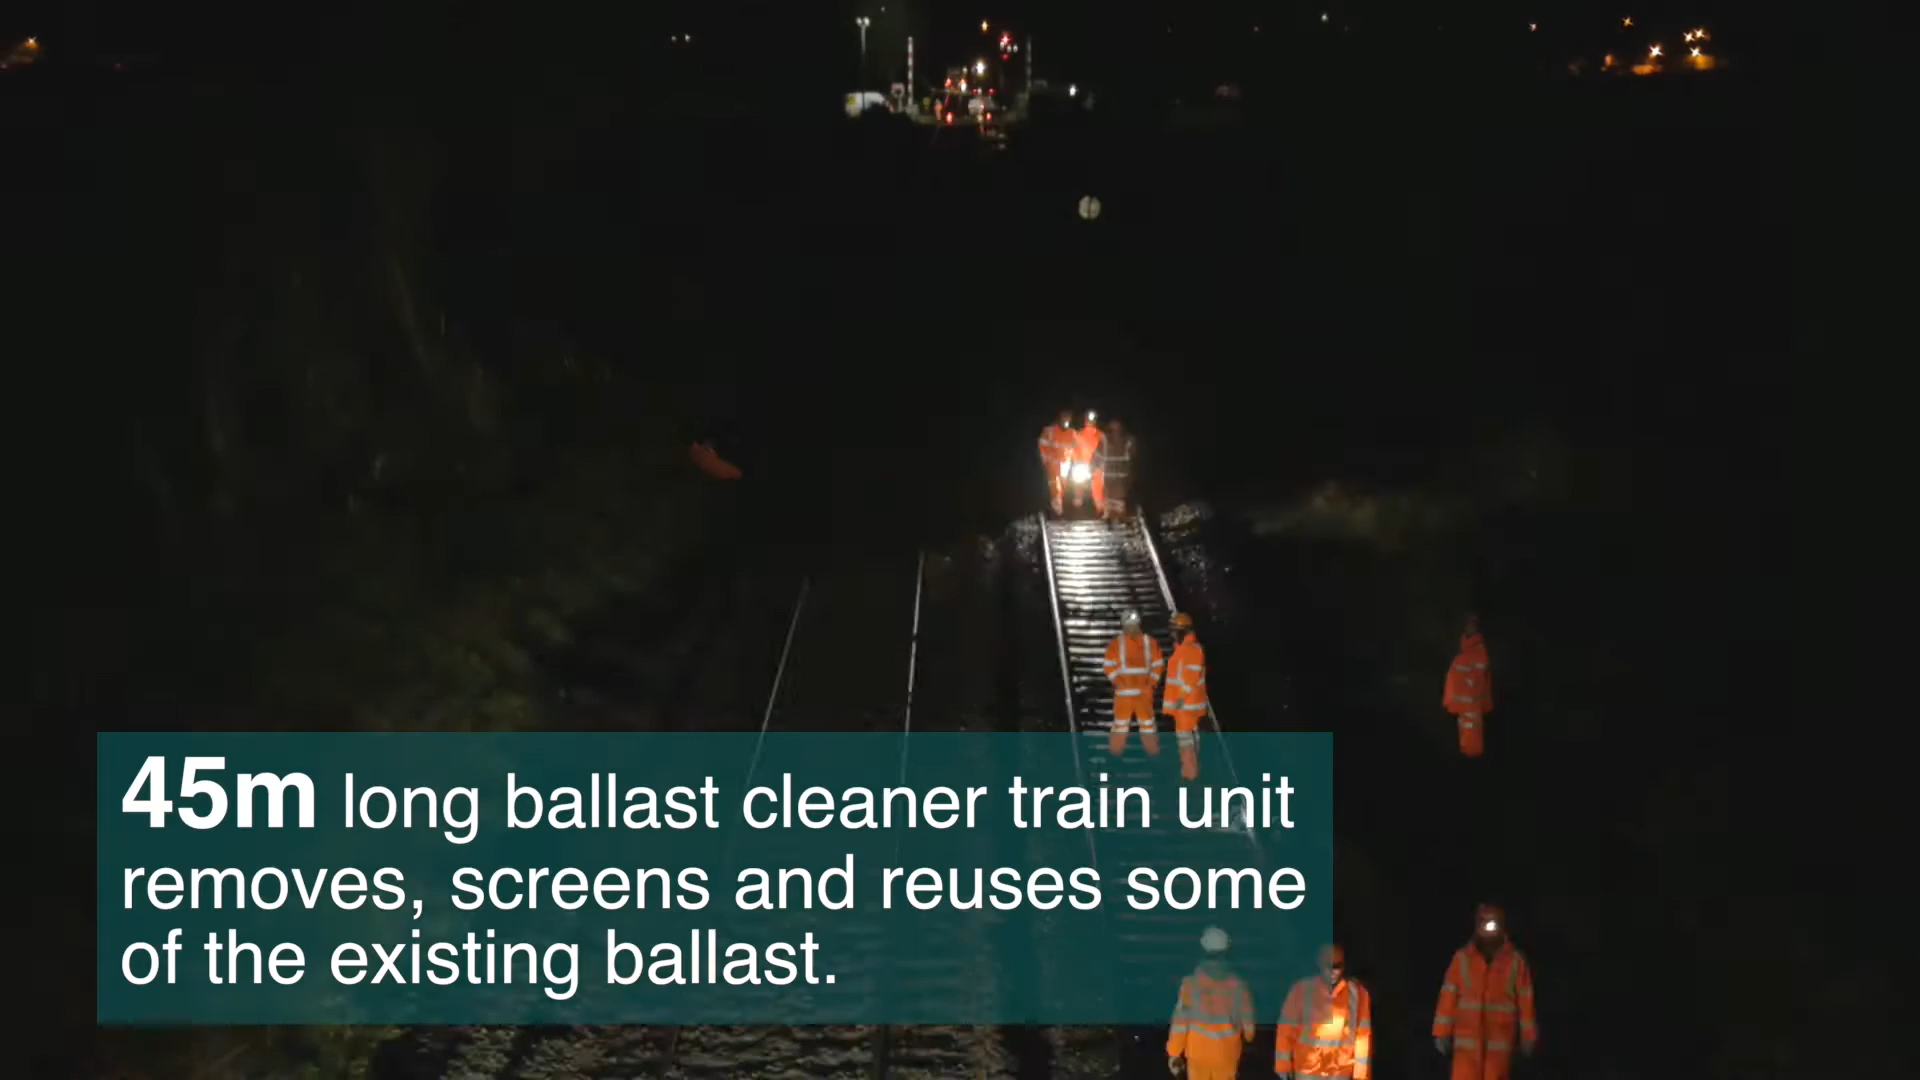 45m long ballast cleaner train unit
removes, screens and reuses some
of the existing ballast.